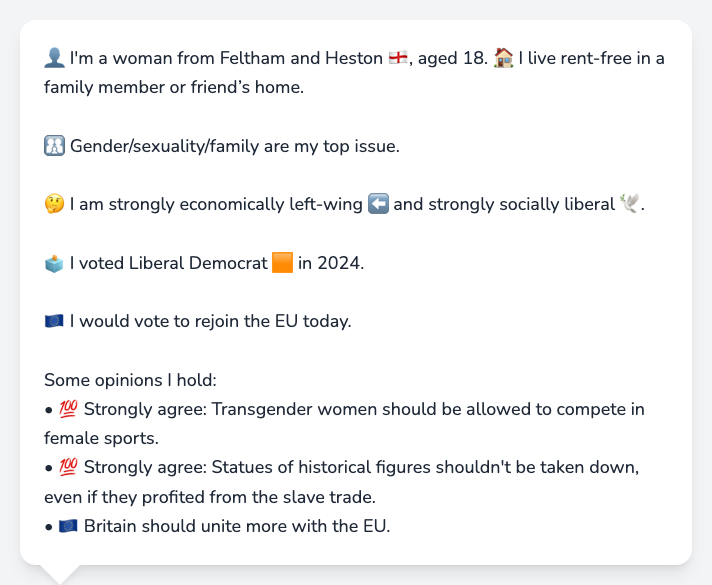 👤 I'm a woman from Feltham and Heston 🏴󠁧󠁢󠁥󠁮󠁧󠁿, aged 18. 🏠 I live rent-free in a
family member or friend’s home.
🚻 Gender/sexuality/family are my top issue.
🤔 I am strongly economically left-wing ⬅️ and strongly socially liberal 🕊️.
🗳️ I voted Liberal Democrat 🟧 in 2024.
🇪🇺 I would vote to rejoin the EU today.
Some opinions I hold:
• 💯 Strongly agree: Transgender women should be allowed to compete in
female sports.
• 💯 Strongly agree: Statues of historical figures shouldn't be taken down,
even if they profited from the slave trade.
• 🇪🇺 Britain should unite more with the EU.